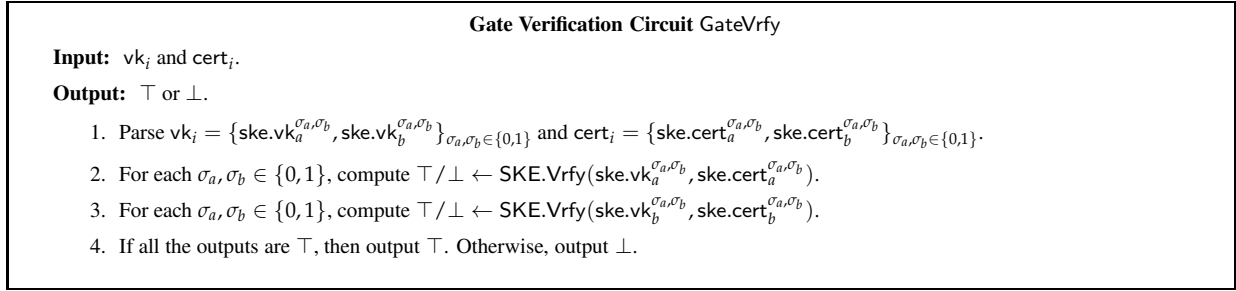 Gate Verification Circuit GateVrfy
Input: vk_i and cert_i.
Output: ⊤ or ⊥.
1. Parse vk_i = {ske.vk_a^{σ_a,σ_b}, ske.vk_b^{σ_a,σ_b}}_{σ_a,σ_b∈{0,1}} and cert_i = {ske.cert_a^{σ_a,σ_b}, ske.cert_b^{σ_a,σ_b}}_{σ_a,σ_b∈{0,1}}.
2. For each σ_a, σ_b ∈ {0, 1}, compute ⊤/⊥ ← SKE.Vrfy(ske.vk_a^{σ_a,σ_b}, ske.cert_a^{σ_a,σ_b}).
3. For each σ_a, σ_b ∈ {0, 1}, compute ⊤/⊥ ← SKE.Vrfy(ske.vk_b^{σ_a,σ_b}, ske.cert_b^{σ_a,σ_b}).
4. If all the outputs are ⊤, then output ⊤. Otherwise, output ⊥.